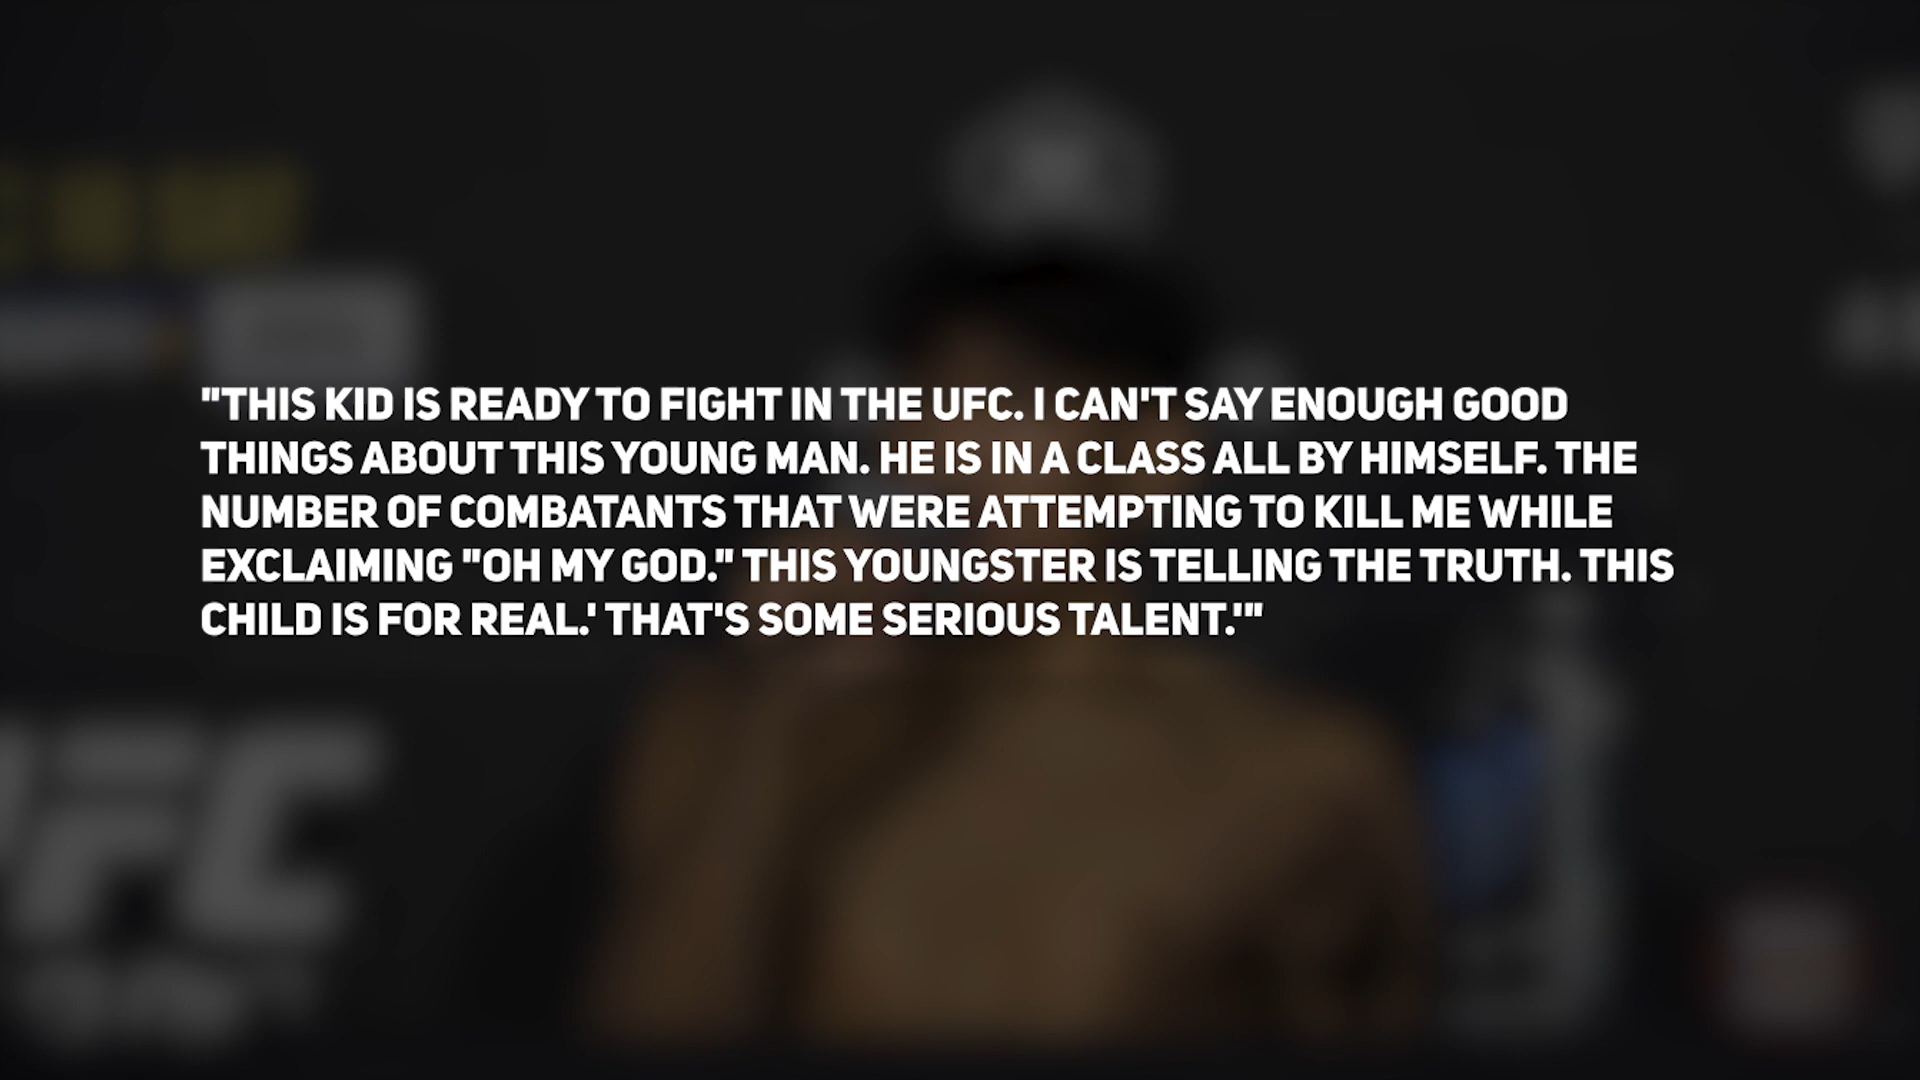 "THIS KID IS READY TO FIGHT IN THE UFC. I CAN'T SAY ENOUGH GOOD
THINGS ABOUT THIS YOUNG MAN. HE IS IN A CLASS ALL BY HIMSELF. THE
NUMBER OF COMBATANTS THAT WERE ATTEMPTING TO KILL ME WHILE
EXCLAIMING "OH MY GOD." THIS YOUNGSTER IS TELLING THE TRUTH. THIS
CHILD IS FOR REAL.' THAT'S SOME SERIOUS TALENT.'"
UFC